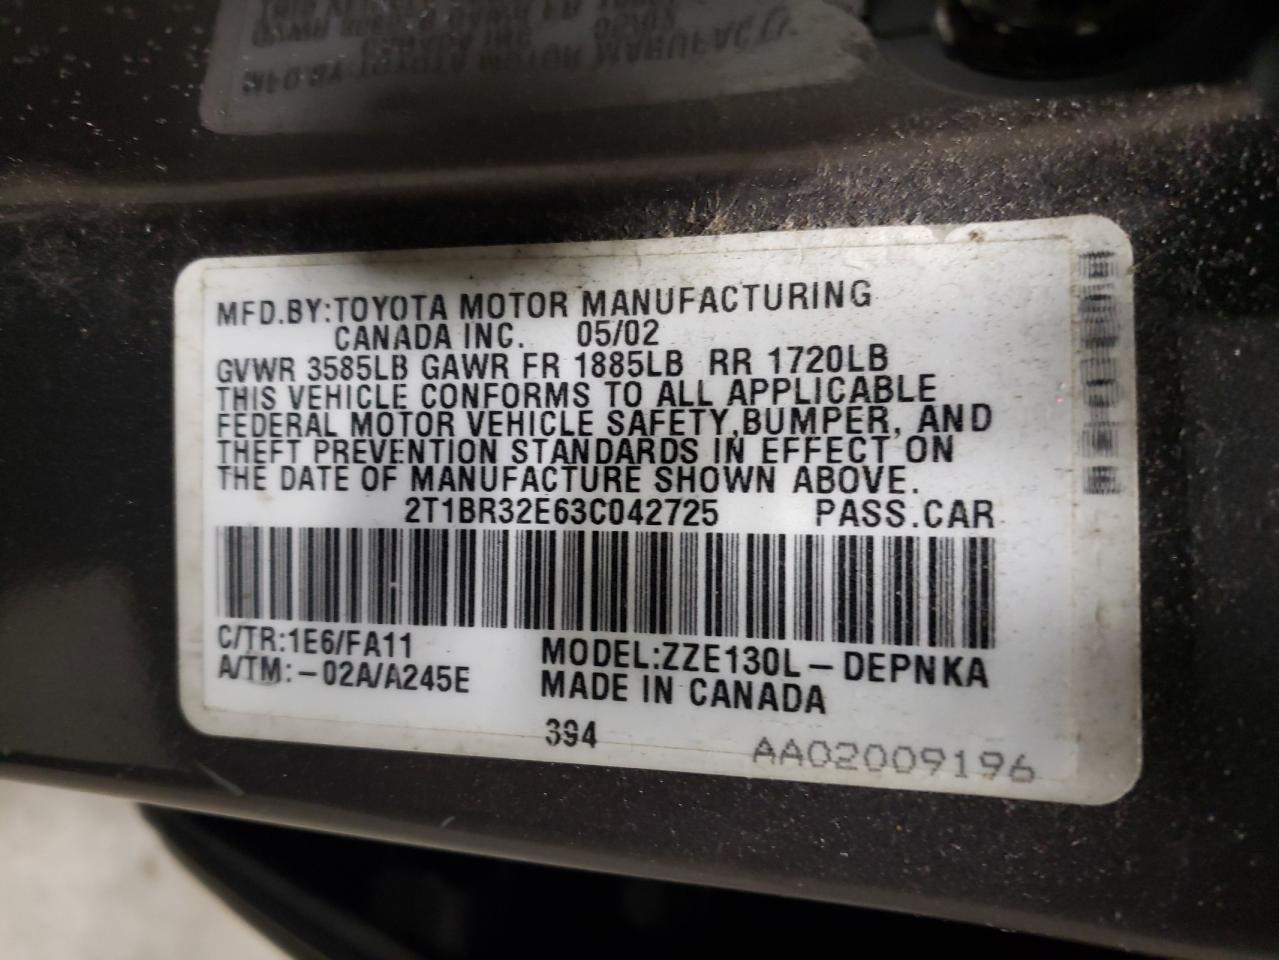 MFD.BY:TOYOTA MOTOR MANUFACTURING
CANADA INC. 05/02
GVWR 3585LB GAWR FR 1885LB RR 1720LB
THIS VEHICLE CONFORMS TO ALL APPLICABLE
FEDERAL MOTOR VEHICLE SAFETY,BUMPER, AND
THEFT PREVENTION STANDARDS IN EFFECT ON
THE DATE OF MANUFACTURE SHOWN ABOVE.
2T1BR32E63C042725 PASS.CAR
C/TR:1E6/FA11 MODEL:ZZE130L-DEPNKA
A/TM:-02A/A245E MADE IN CANADA
394 AA02009196